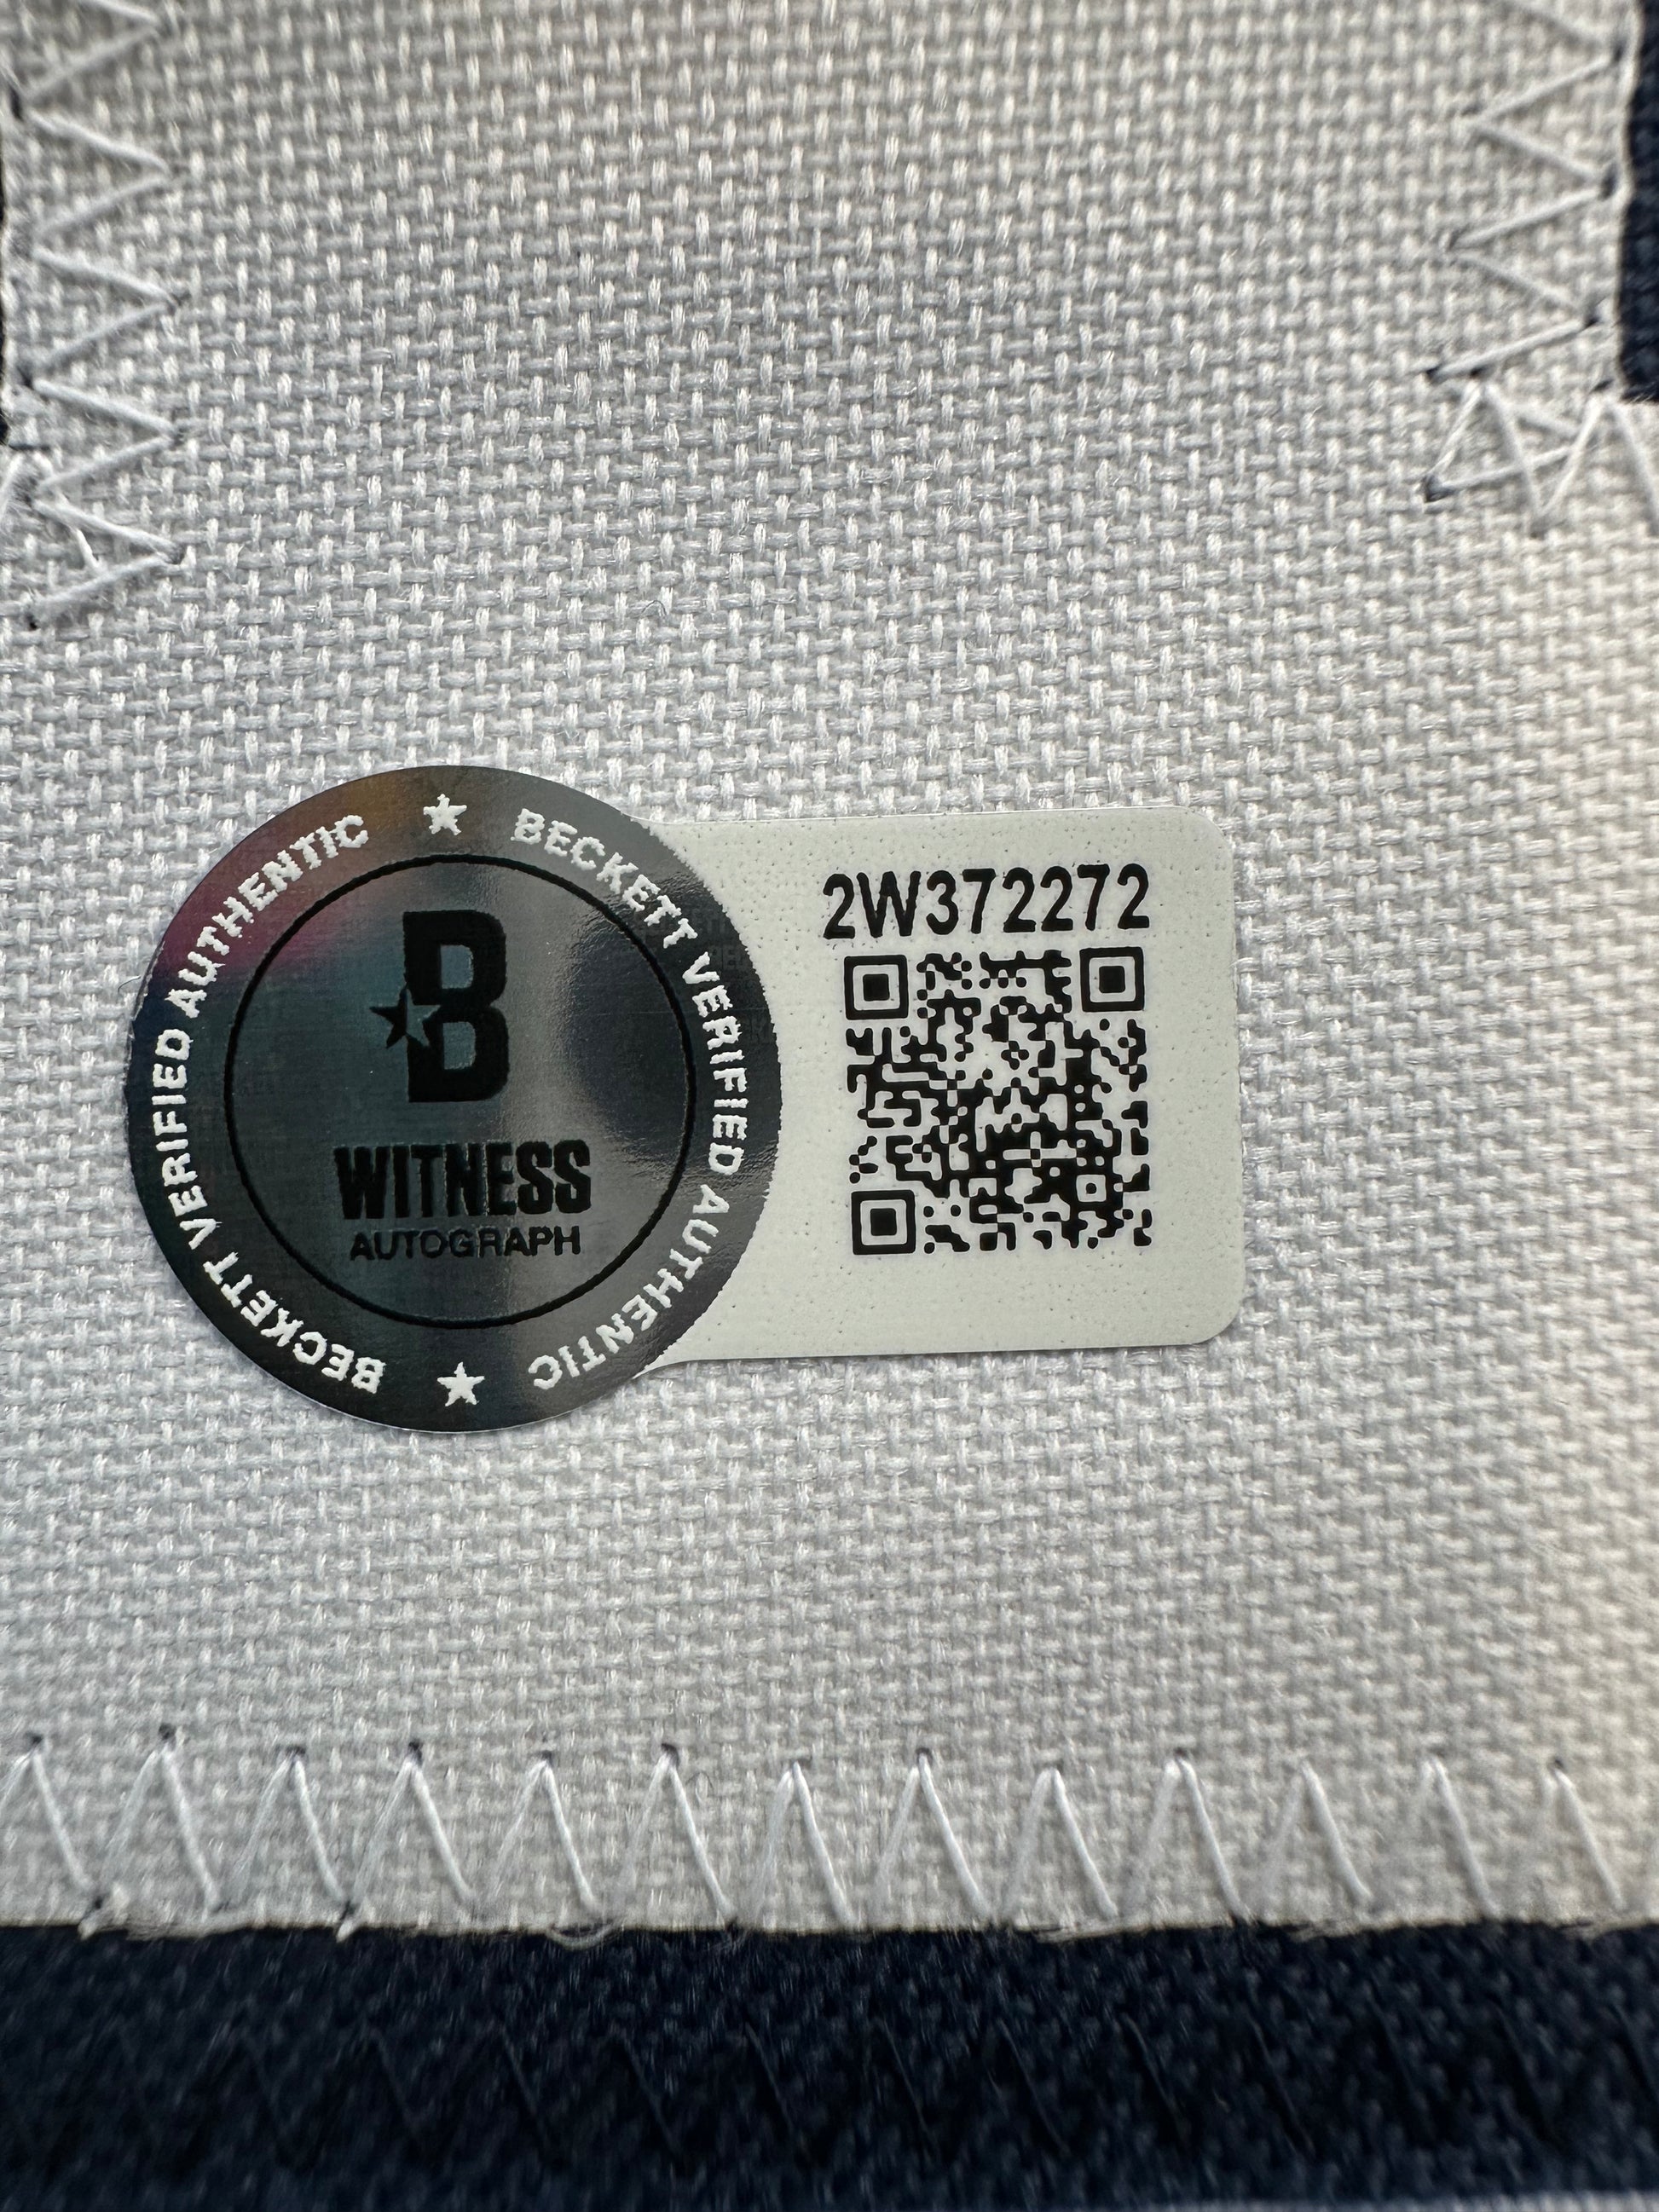 BECKETT VERIFIED AUTHENTIC ★ BECKETT VERIFIED AUTHENTIC ★
B
WITNESS
AUTOGRAPH
2W372272